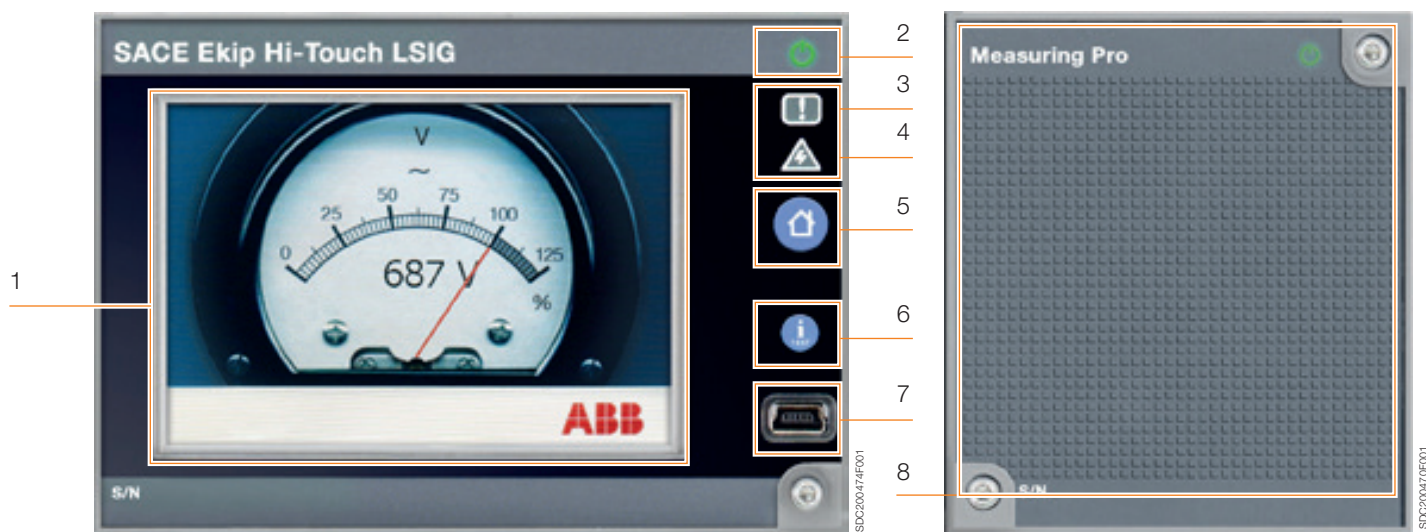 SACE Ekip Hi-Touch LSIG
V
~
0 25 50 75 100 125
687 V
%
ABB
i
TEST
S/N
SDC200474F001
1
2
3
4
5
6
7
8
Measuring Pro
S/N
SDC200470F001